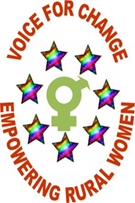 VOICE FOR CHANGE
EMPOWERING RURAL WOMEN